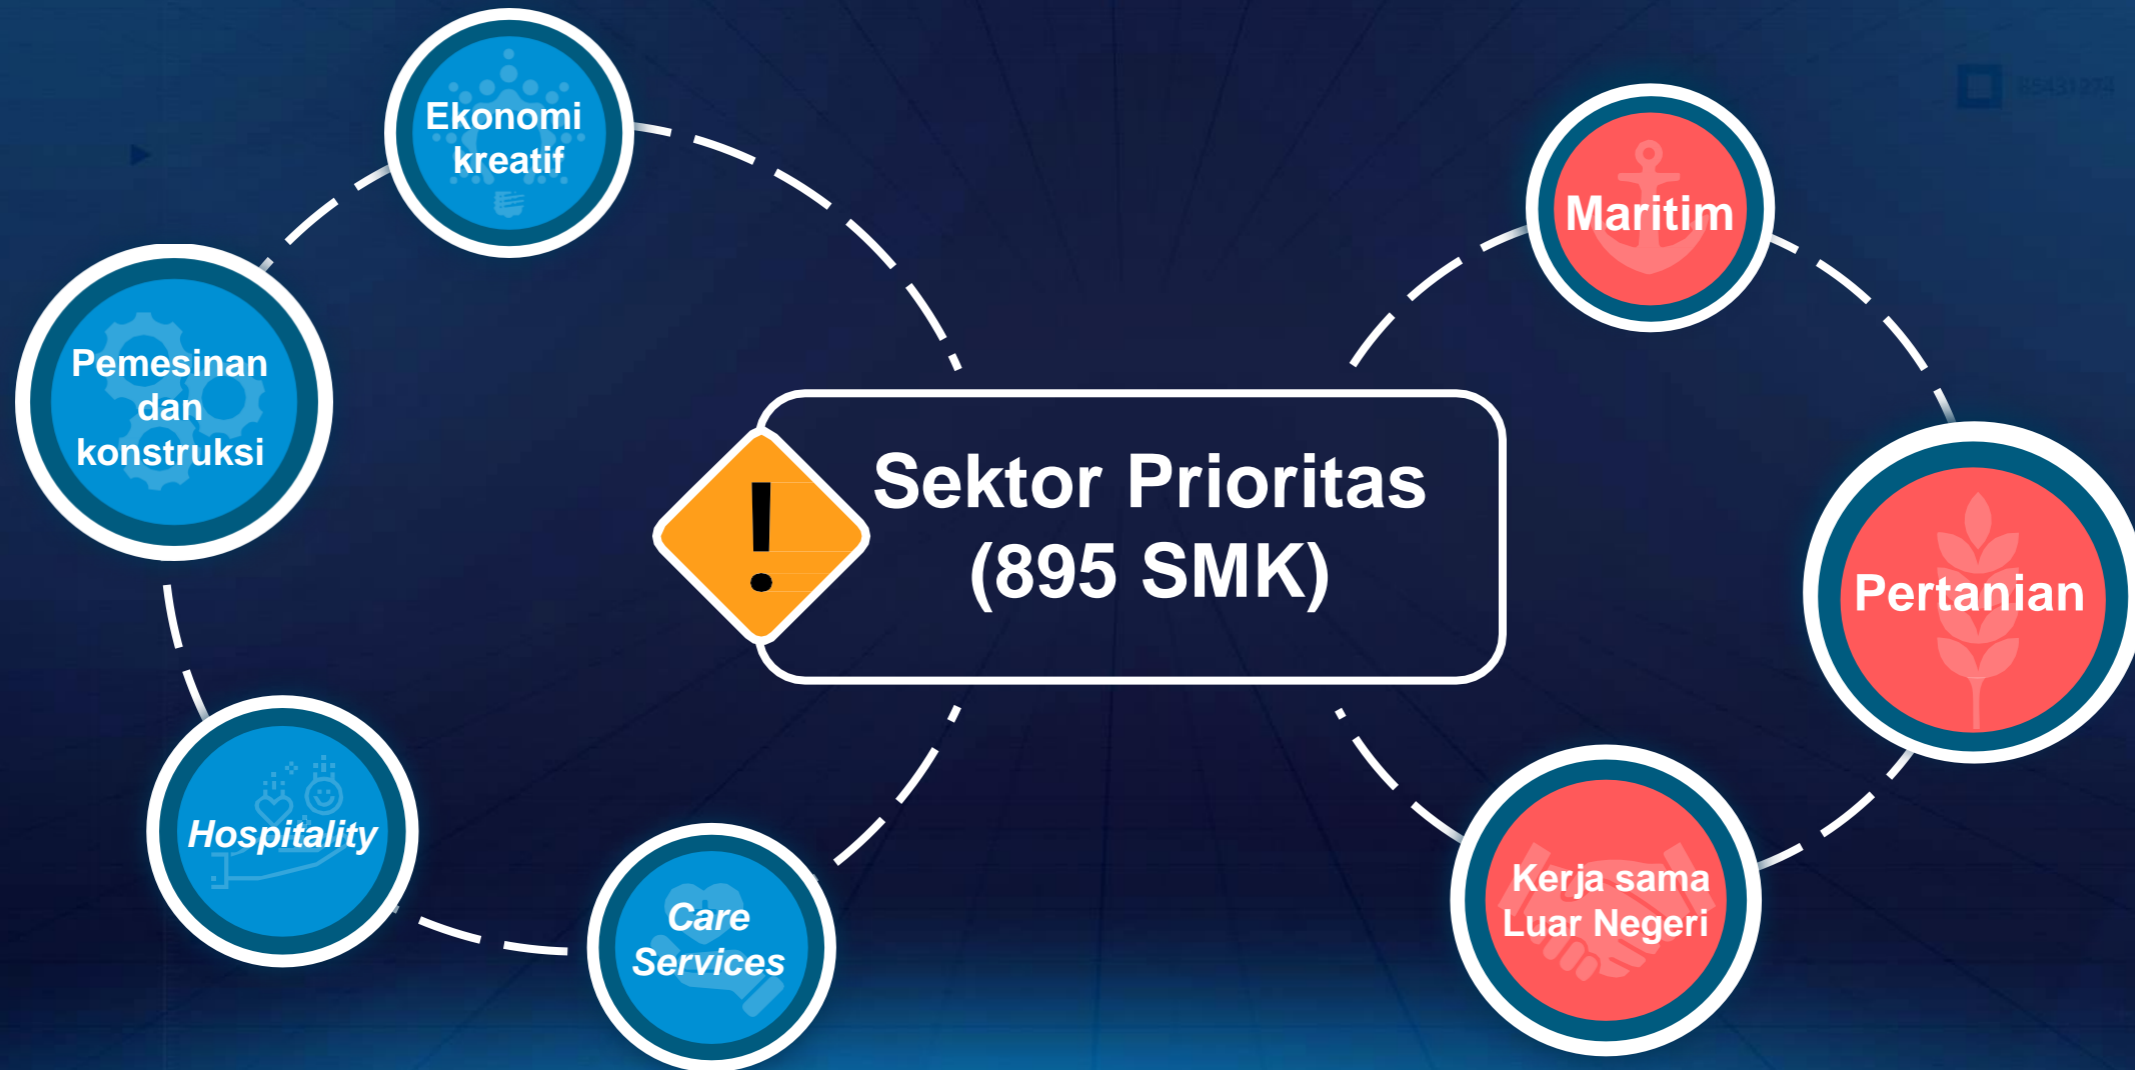 Ekonomi
kreatif
Maritim
Pemesinan
dan
konstruksi
Sektor Prioritas
(895 SMK)
Pertanian
Hospitality
Care
Services
Kerja sama
Luar Negeri